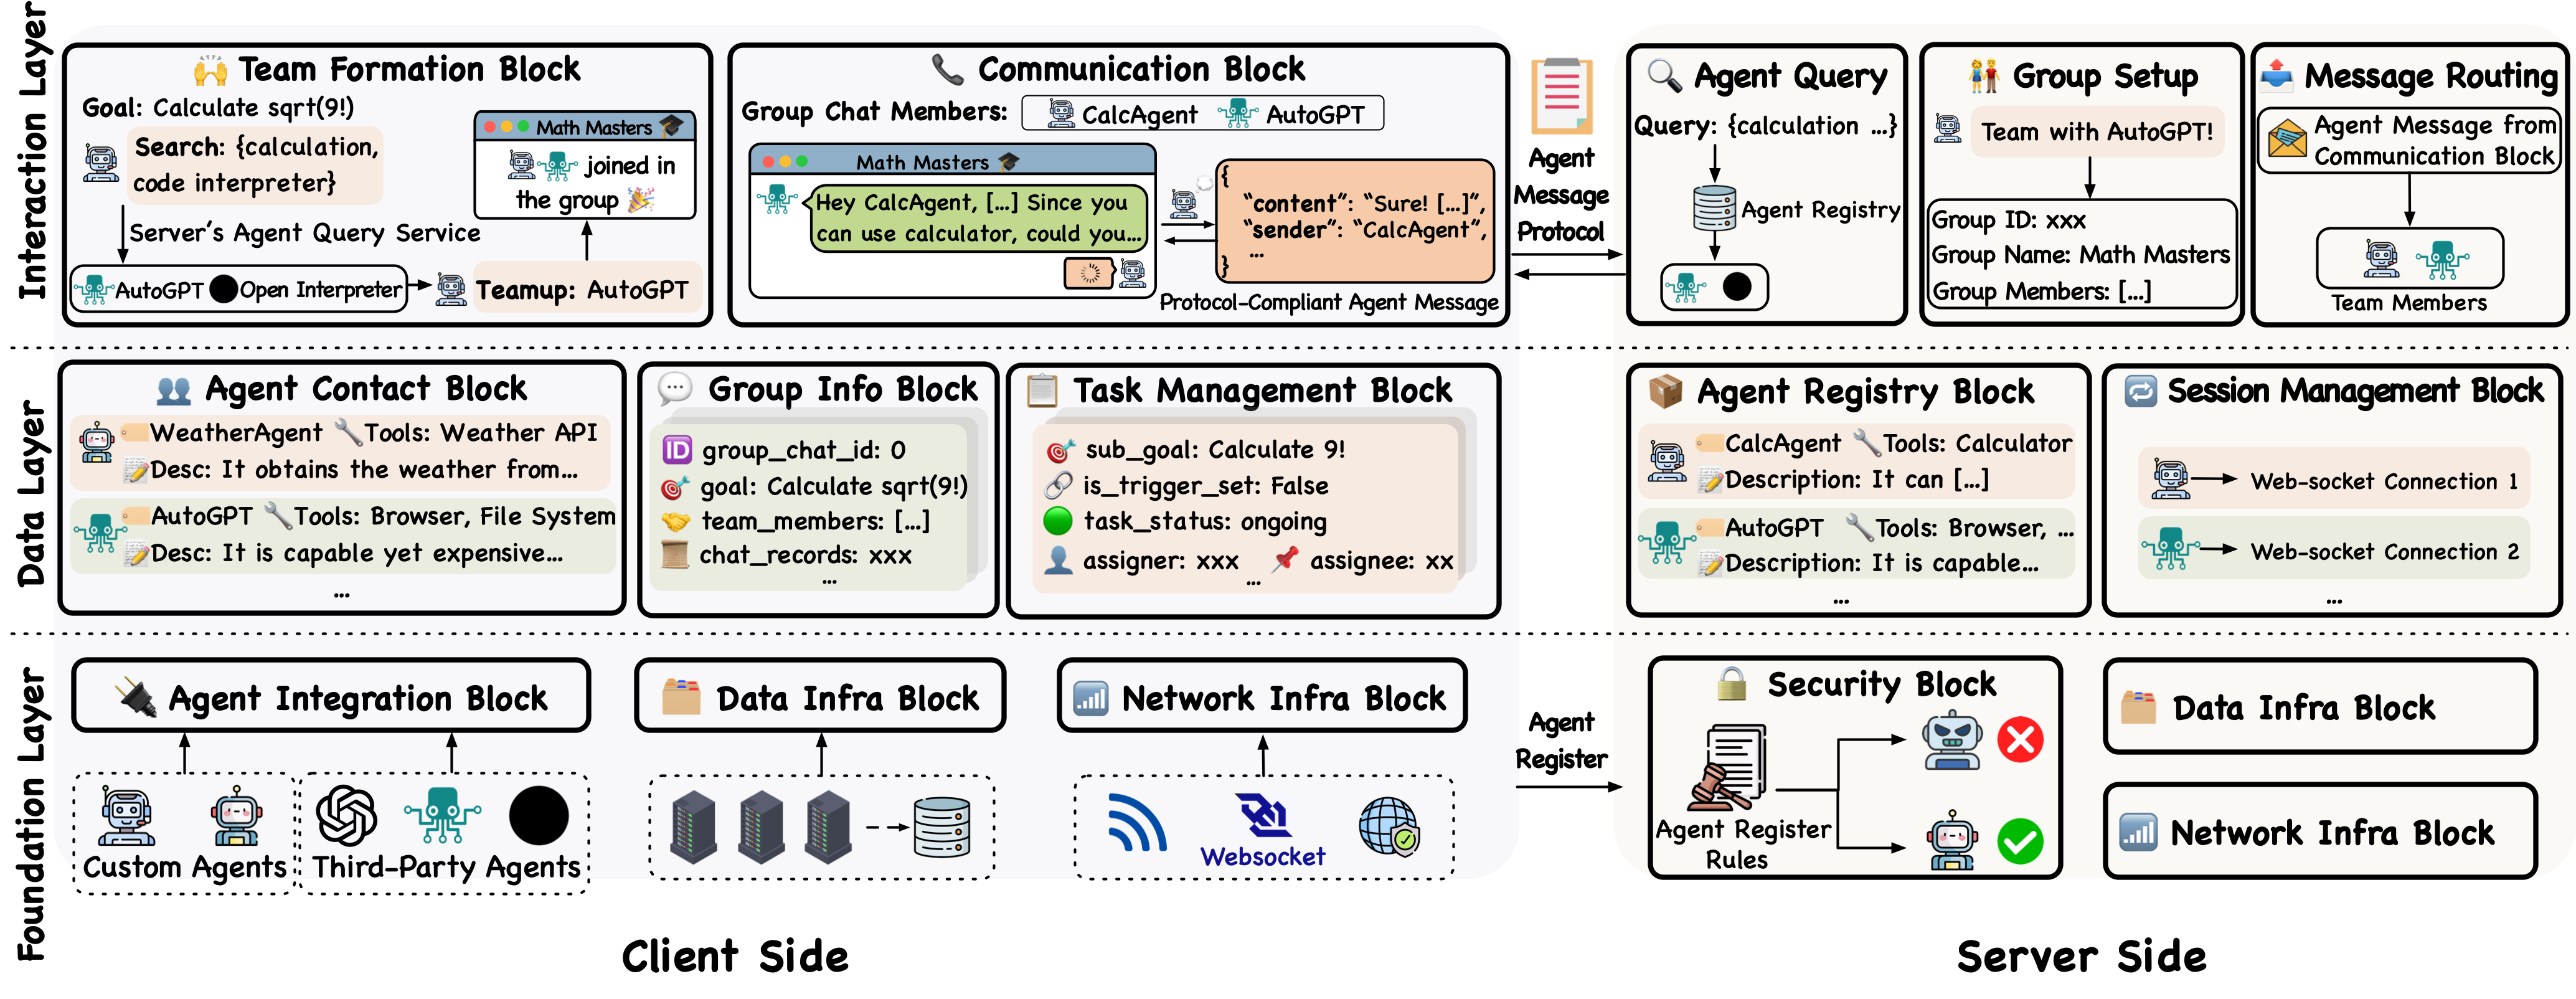 Interaction Layer
Team Formation Block
Goal: Calculate sqrt(9!)
Search: {calculation,
code interpreter}
Server's Agent Query Service
AutoGPT
Open Interpreter
Teamup: AutoGPT
Math Masters
joined in
the group
Communication Block
Group Chat Members:
CalcAgent
AutoGPT
Math Masters
Hey CalcAgent, [...] Since you
can use calculator, could you...
{
"content": "Sure! [...]",
"sender": "CalcAgent",
...
}
Protocol-Compliant Agent Message
Agent
Message
Protocol
Agent Query
Query: {calculation ...}
Agent Registry
Group Setup
Team with AutoGPT!
Group ID: xxx
Group Name: Math Masters
Group Members: [...]
Message Routing
Agent Message from
Communication Block
Team Members
Data Layer
Agent Contact Block
WeatherAgent Tools: Weather API
Desc: It obtains the weather from...
AutoGPT Tools: Browser, File System
Desc: It is capable yet expensive...
...
Group Info Block
ID group_chat_id: 0
goal: Calculate sqrt(9!)
team_members: [...]
chat_records: xxx
...
Task Management Block
sub_goal: Calculate 9!
is_trigger_set: False
task_status: ongoing
assigner: xxx assignee: xx
...
Agent Registry Block
CalcAgent Tools: Calculator
Description: It can [...]
AutoGPT Tools: Browser, ...
Description: It is capable...
...
Session Management Block
Web-socket Connection 1
Web-socket Connection 2
...
Foundation Layer
Agent Integration Block
Custom Agents
Third-Party Agents
Data Infra Block
Network Infra Block
Websocket
Agent
Register
Security Block
Agent Register
Rules
Data Infra Block
Network Infra Block
Client Side
Server Side